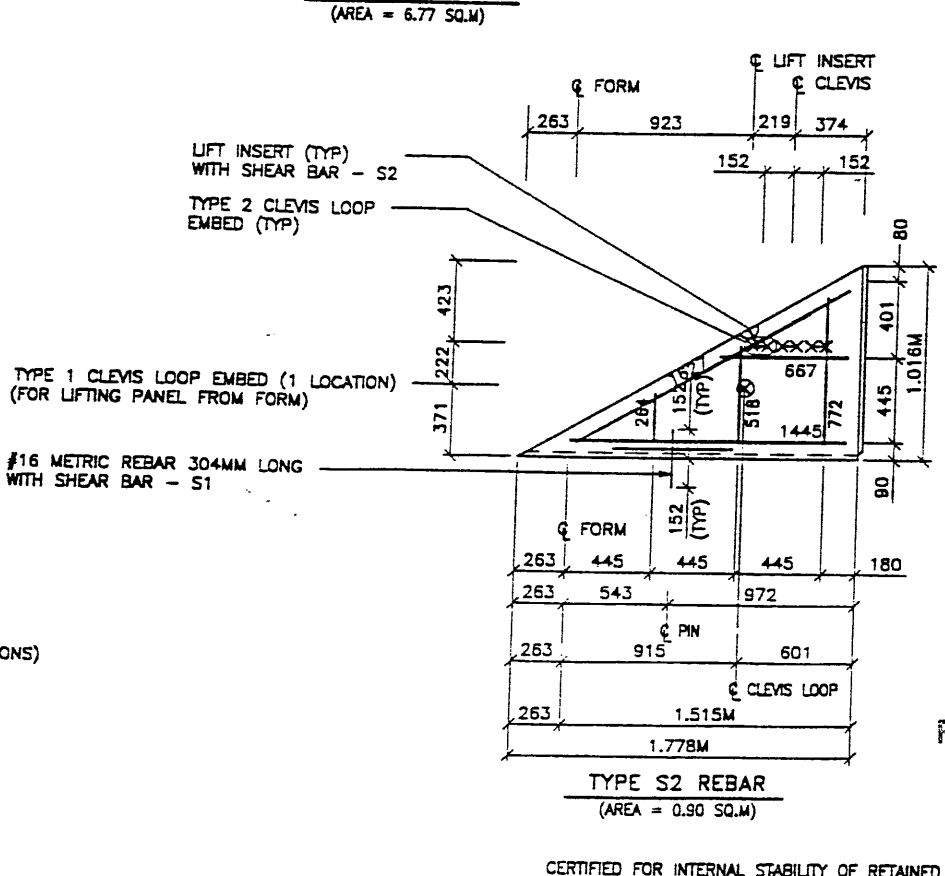 (AREA = 6.77 SQ.M)
℄ LIFT INSERT
℄ FORM
℄ CLEVIS
263 923 219 374
LIFT INSERT (TYP)
WITH SHEAR BAR - S2
152 152
TYPE 2 CLEVIS LOOP
EMBED (TYP)
80
423
401
1.016M
222
TYPE 1 CLEVIS LOOP EMBED (1 LOCATION)
(FOR LIFTING PANEL FROM FORM)
667
152
(TYP)
264
518
772
445
371
1445
#16 METRIC REBAR 304MM LONG
WITH SHEAR BAR - S1
90
152
(TYP)
℄ FORM
263 445 445 445 180
263 543 972
℄ PIN
ONS)
263 915 601
℄ CLEVIS LOOP
263 1.515M
1.778M
TYPE S2 REBAR
(AREA = 0.90 SQ.M)
CERTIFIED FOR INTERNAL STABILITY OF RETAINED